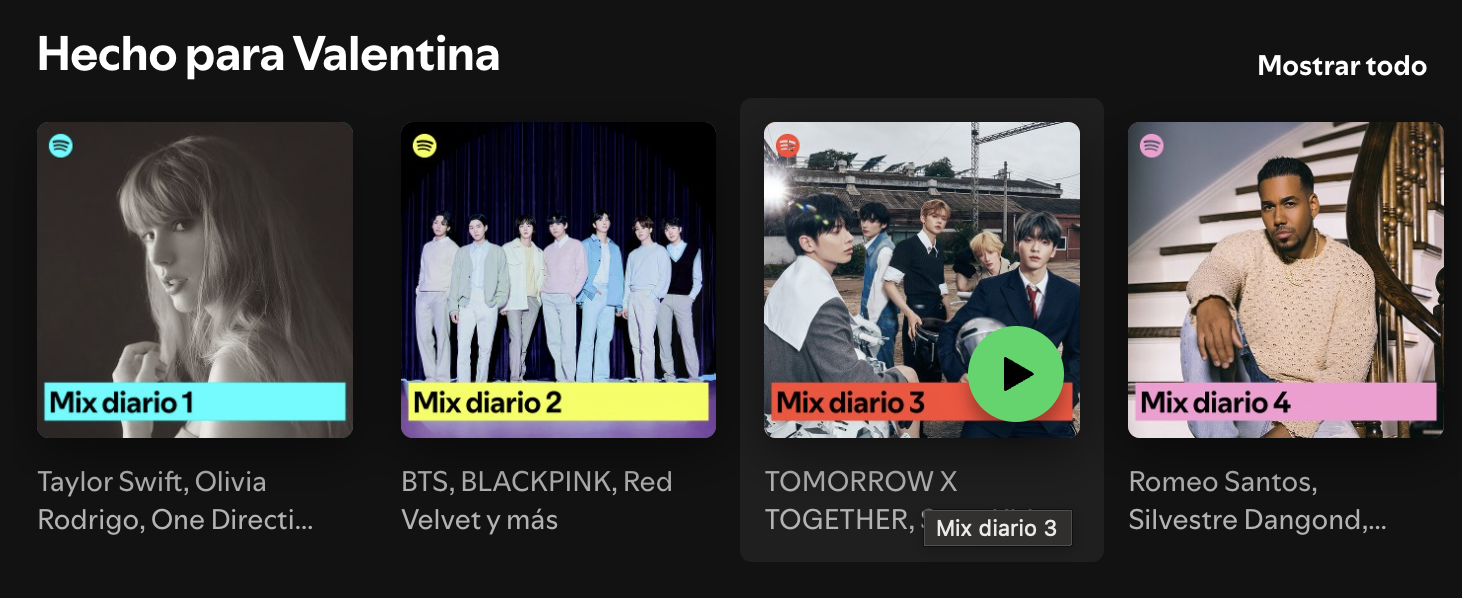 Hecho para Valentina
Mostrar todo
Mix diario 1
Mix diario 2
Mix diario 3
Mix diario 4
Taylor Swift, Olivia
Rodrigo, One Directi...
BTS, BLACKPINK, Red
Velvet y más
TOMORROW X
TOGETHER,
Mix diario 3
Romeo Santos,
Silvestre Dangond,...